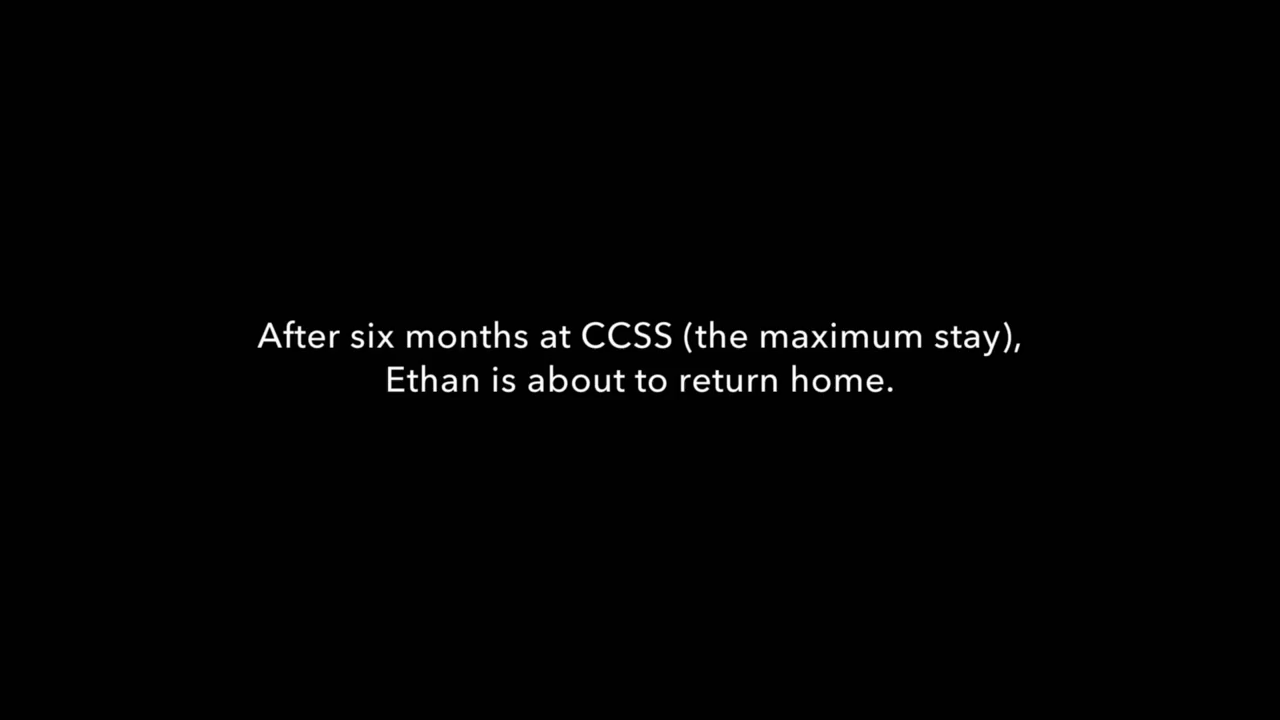 After six months at CCSS (the maximum stay),
Ethan is about to return home.